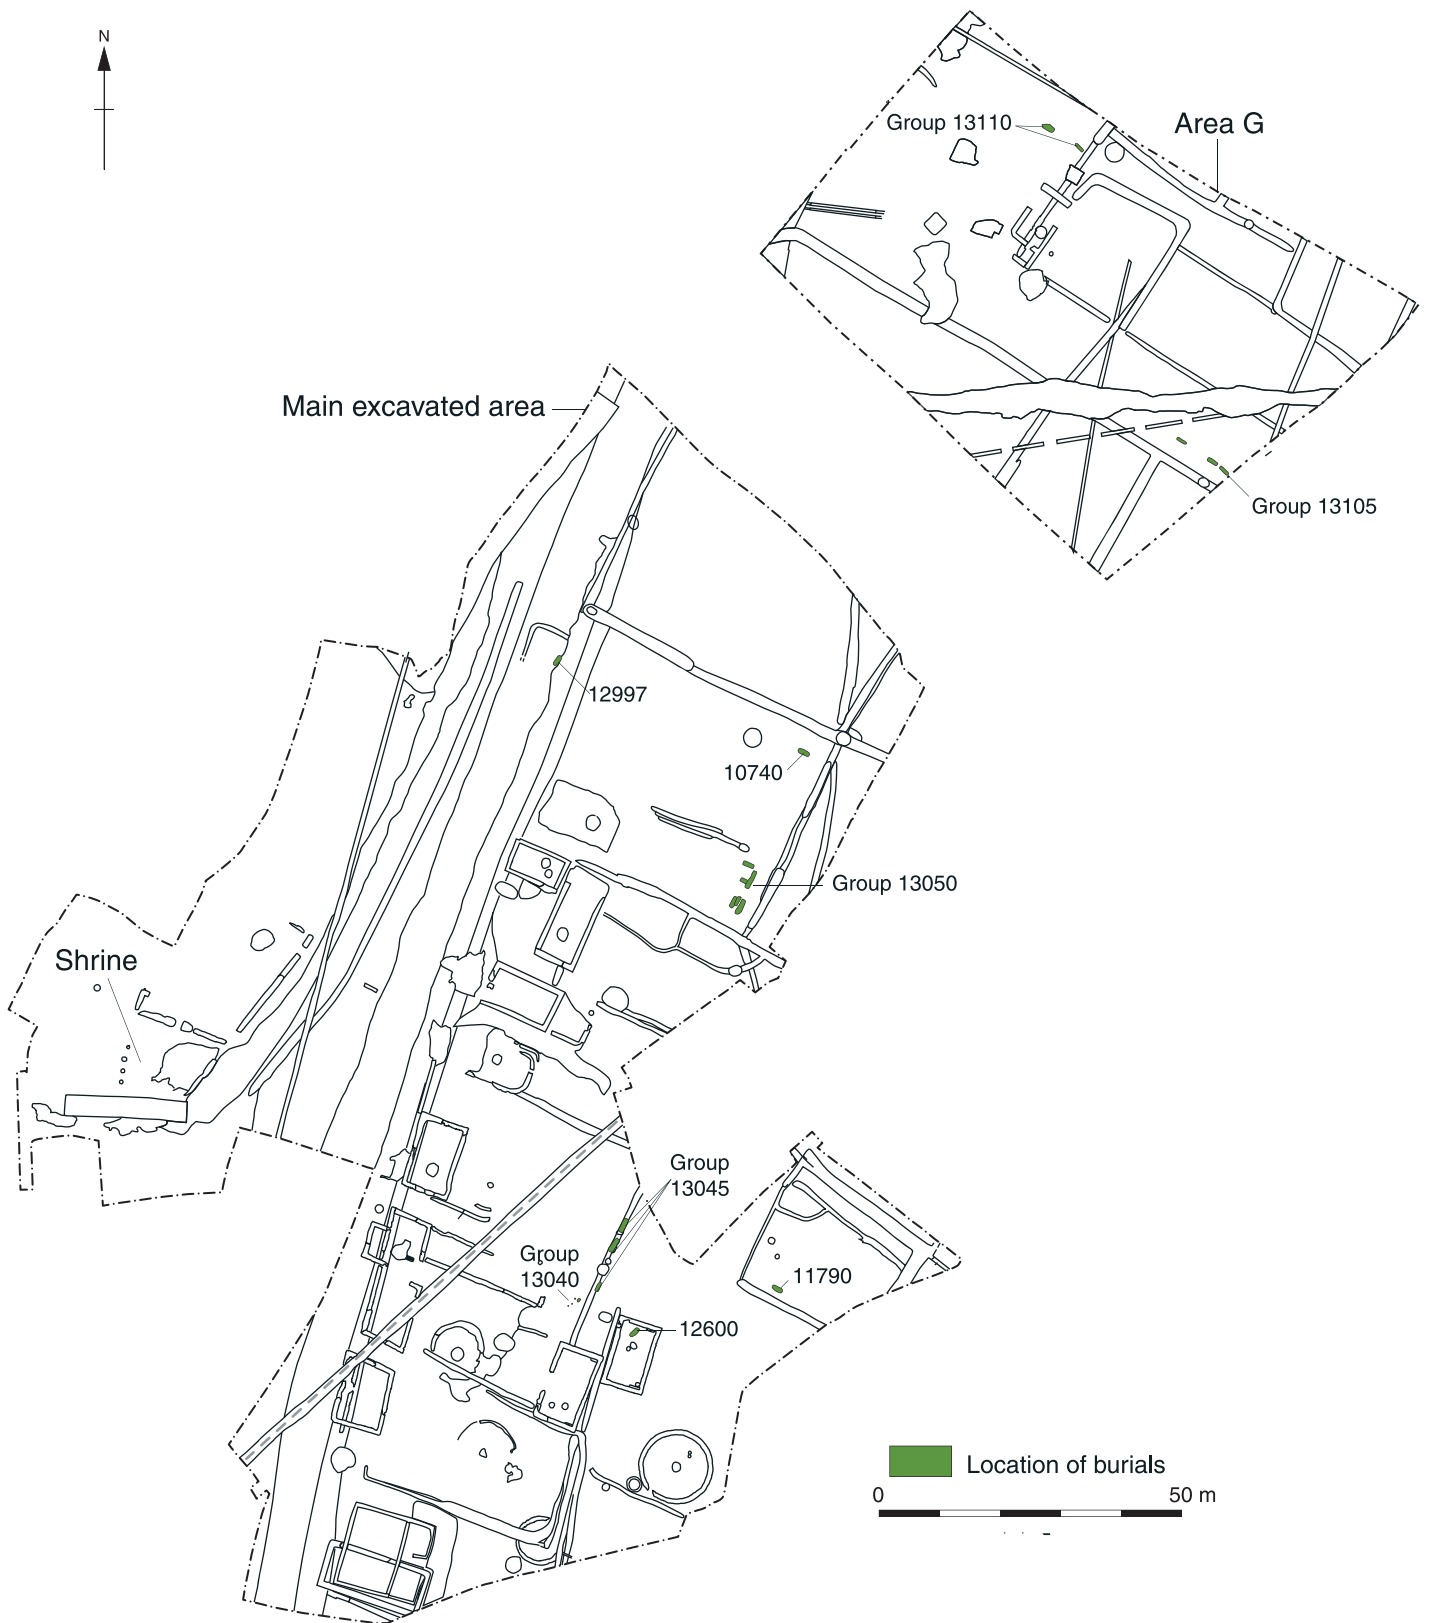 N
Group 13110
Area G
Main excavated area
Group 13105
12997
10740
Group 13050
Shrine
Group
13045
Group
13040
11790
12600
Location of burials
0 50 m